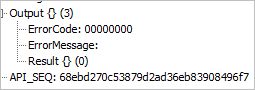 Output {} (3)
ErrorCode: 00000000
ErrorMessage:
Result {} (0)
API_SEQ: 68ebd270c53879d2ad36eb83908496f7